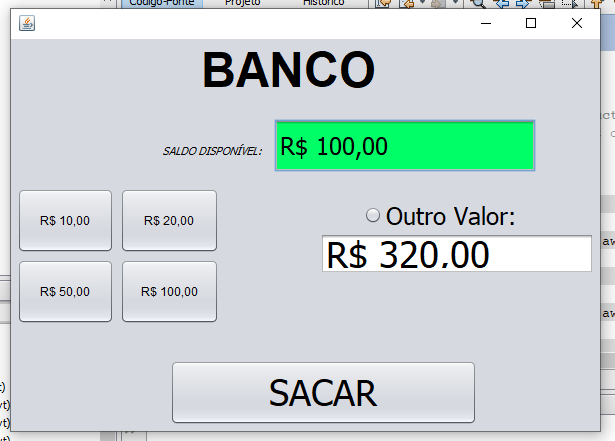 Código-Fonte Projeto Histórico
BANCO
SALDO DISPONÍVEL:
R$ 100,00
R$ 10,00
R$ 20,00
Outro Valor:
R$ 320,00
R$ 50,00
R$ 100,00
SACAR